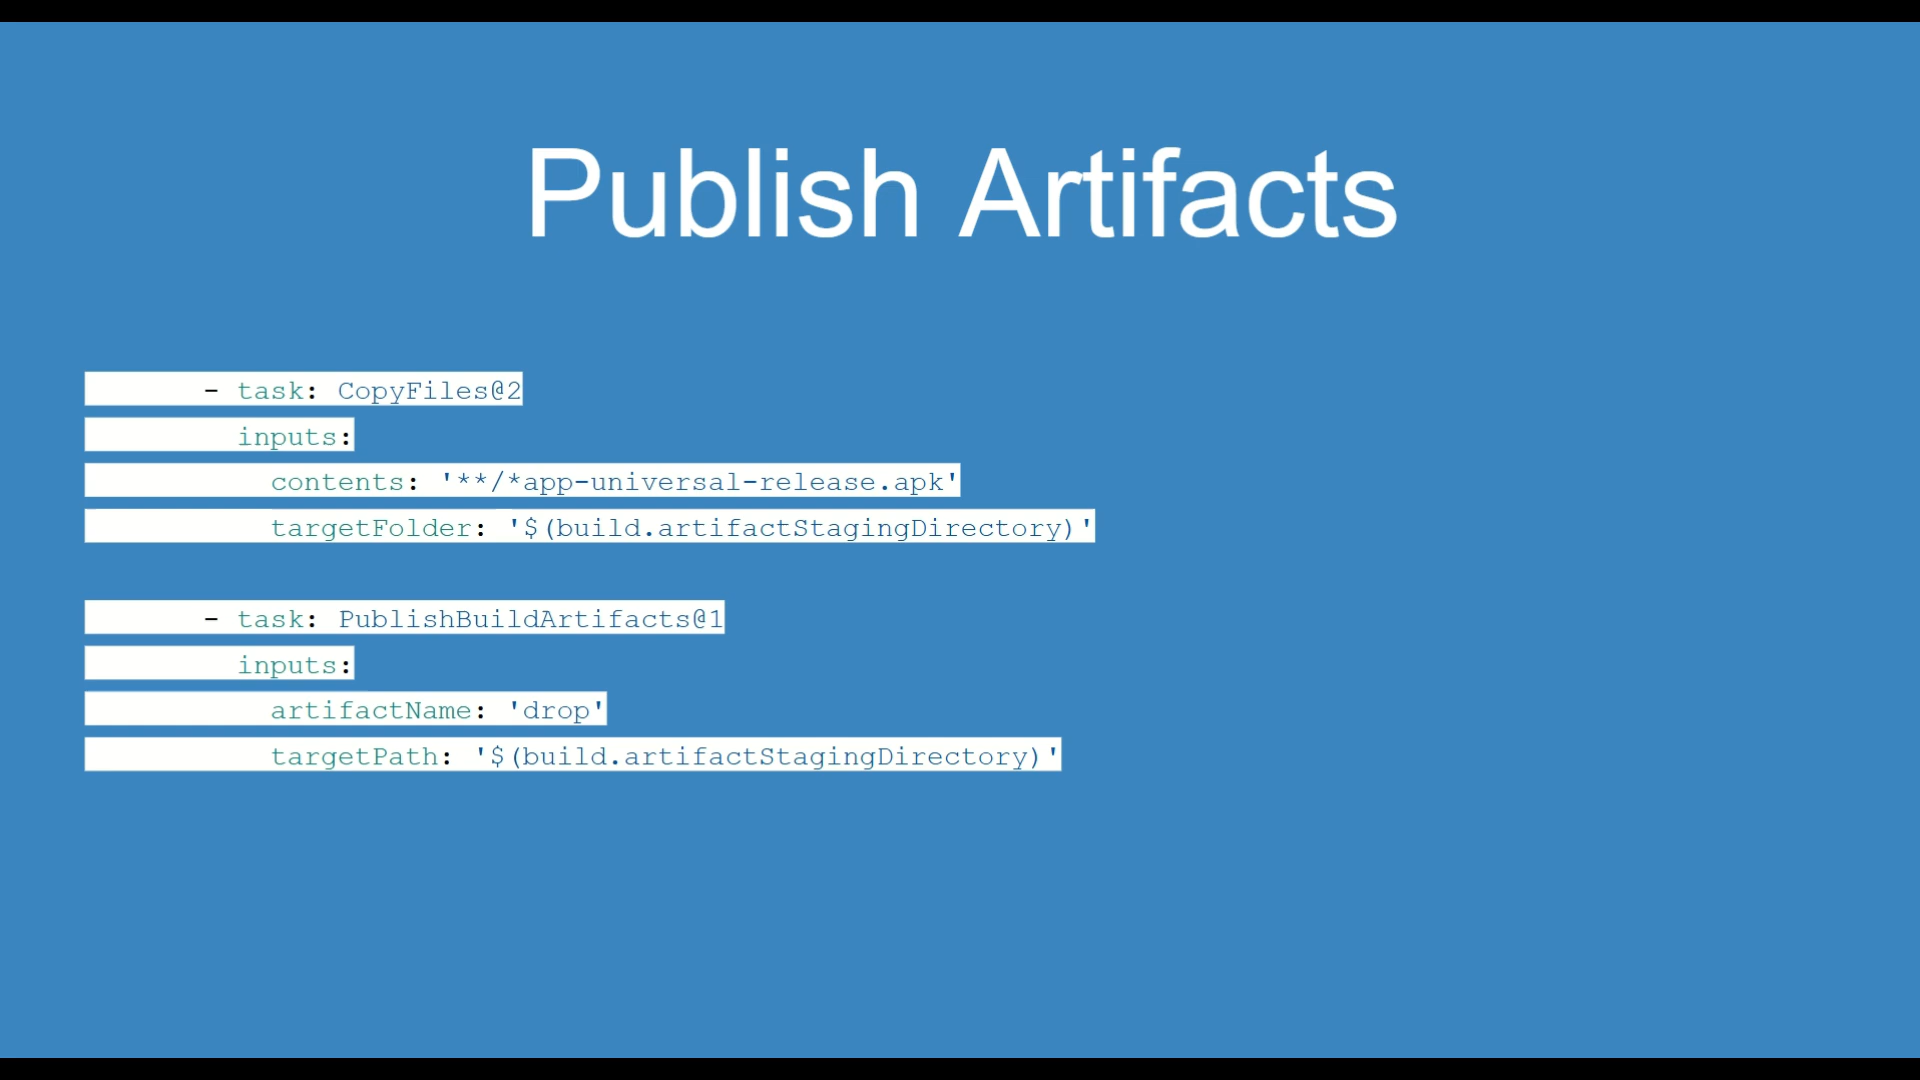 Publish Artifacts
- task: CopyFiles@2
inputs:
contents: '**/*app-universal-release.apk'
targetFolder: '$(build.artifactStagingDirectory)'
- task: PublishBuildArtifacts@1
inputs:
artifactName: 'drop'
targetPath: '$(build.artifactStagingDirectory)'